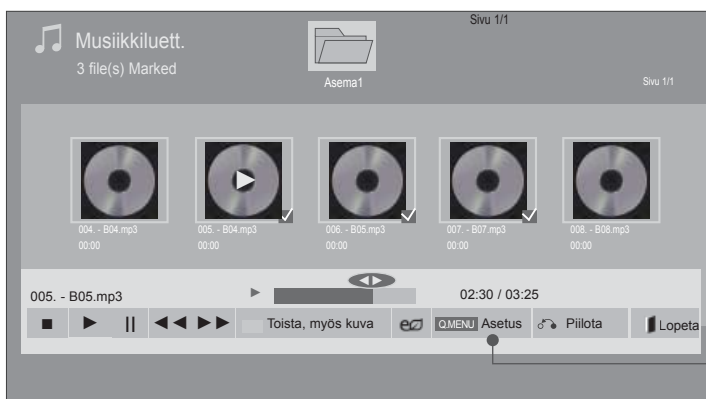 Sivu 1/1
Musiikkiluett.
3 file(s) Marked
Asema1
Sivu 1/1
004. - B04.mp3
00:00
005. - B04.mp3
00:00
006. - B05.mp3
00:00
007. - B07.mp3
00:00
008. - B08.mp3
00:00
005. - B05.mp3
02:30 / 03:25
Toista, myös kuva
Q.MENU Asetus
Piilota
Lopeta